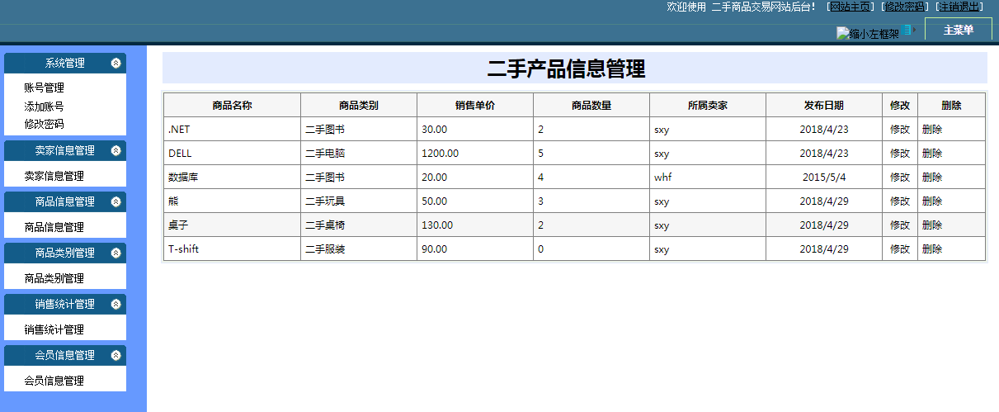 欢迎使用 二手商品交易网站后台! [网站主页] [修改密码] [注销退出]
缩小左框架 主菜单
系统管理
账号管理
添加账号
修改密码
卖家信息管理
卖家信息管理
商品信息管理
商品信息管理
商品类别管理
商品类别管理
销售统计管理
销售统计管理
会员信息管理
会员信息管理
二手产品信息管理
商品名称 商品类别 销售单价 商品数量 所属卖家 发布日期 修改 删除
.NET 二手图书 30.00 2 sxy 2018/4/23 修改 删除
DELL 二手电脑 1200.00 5 sxy 2018/4/23 修改 删除
数据库 二手图书 20.00 4 whf 2015/5/4 修改 删除
熊 二手玩具 50.00 3 sxy 2018/4/29 修改 删除
桌子 二手桌椅 130.00 2 sxy 2018/4/29 修改 删除
T-shift 二手服装 90.00 0 sxy 2018/4/29 修改 删除